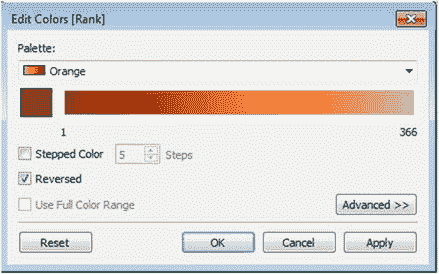 Edit Colors [Rank]
Palette:
Orange
1 366
Stepped Color 5 Steps
Reversed
Use Full Color Range Advanced >>
Reset OK Cancel Apply